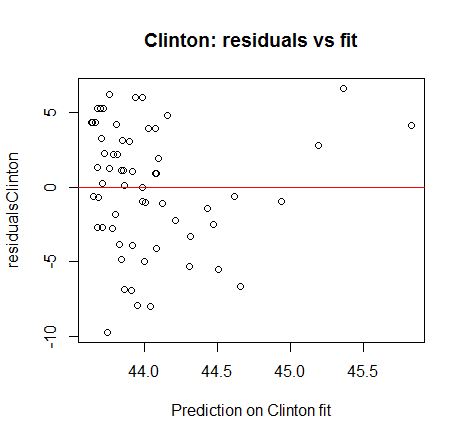 Clinton: residuals vs fit
residualsClinton
5
0
-5
-10
44.0 44.5 45.0 45.5
Prediction on Clinton fit